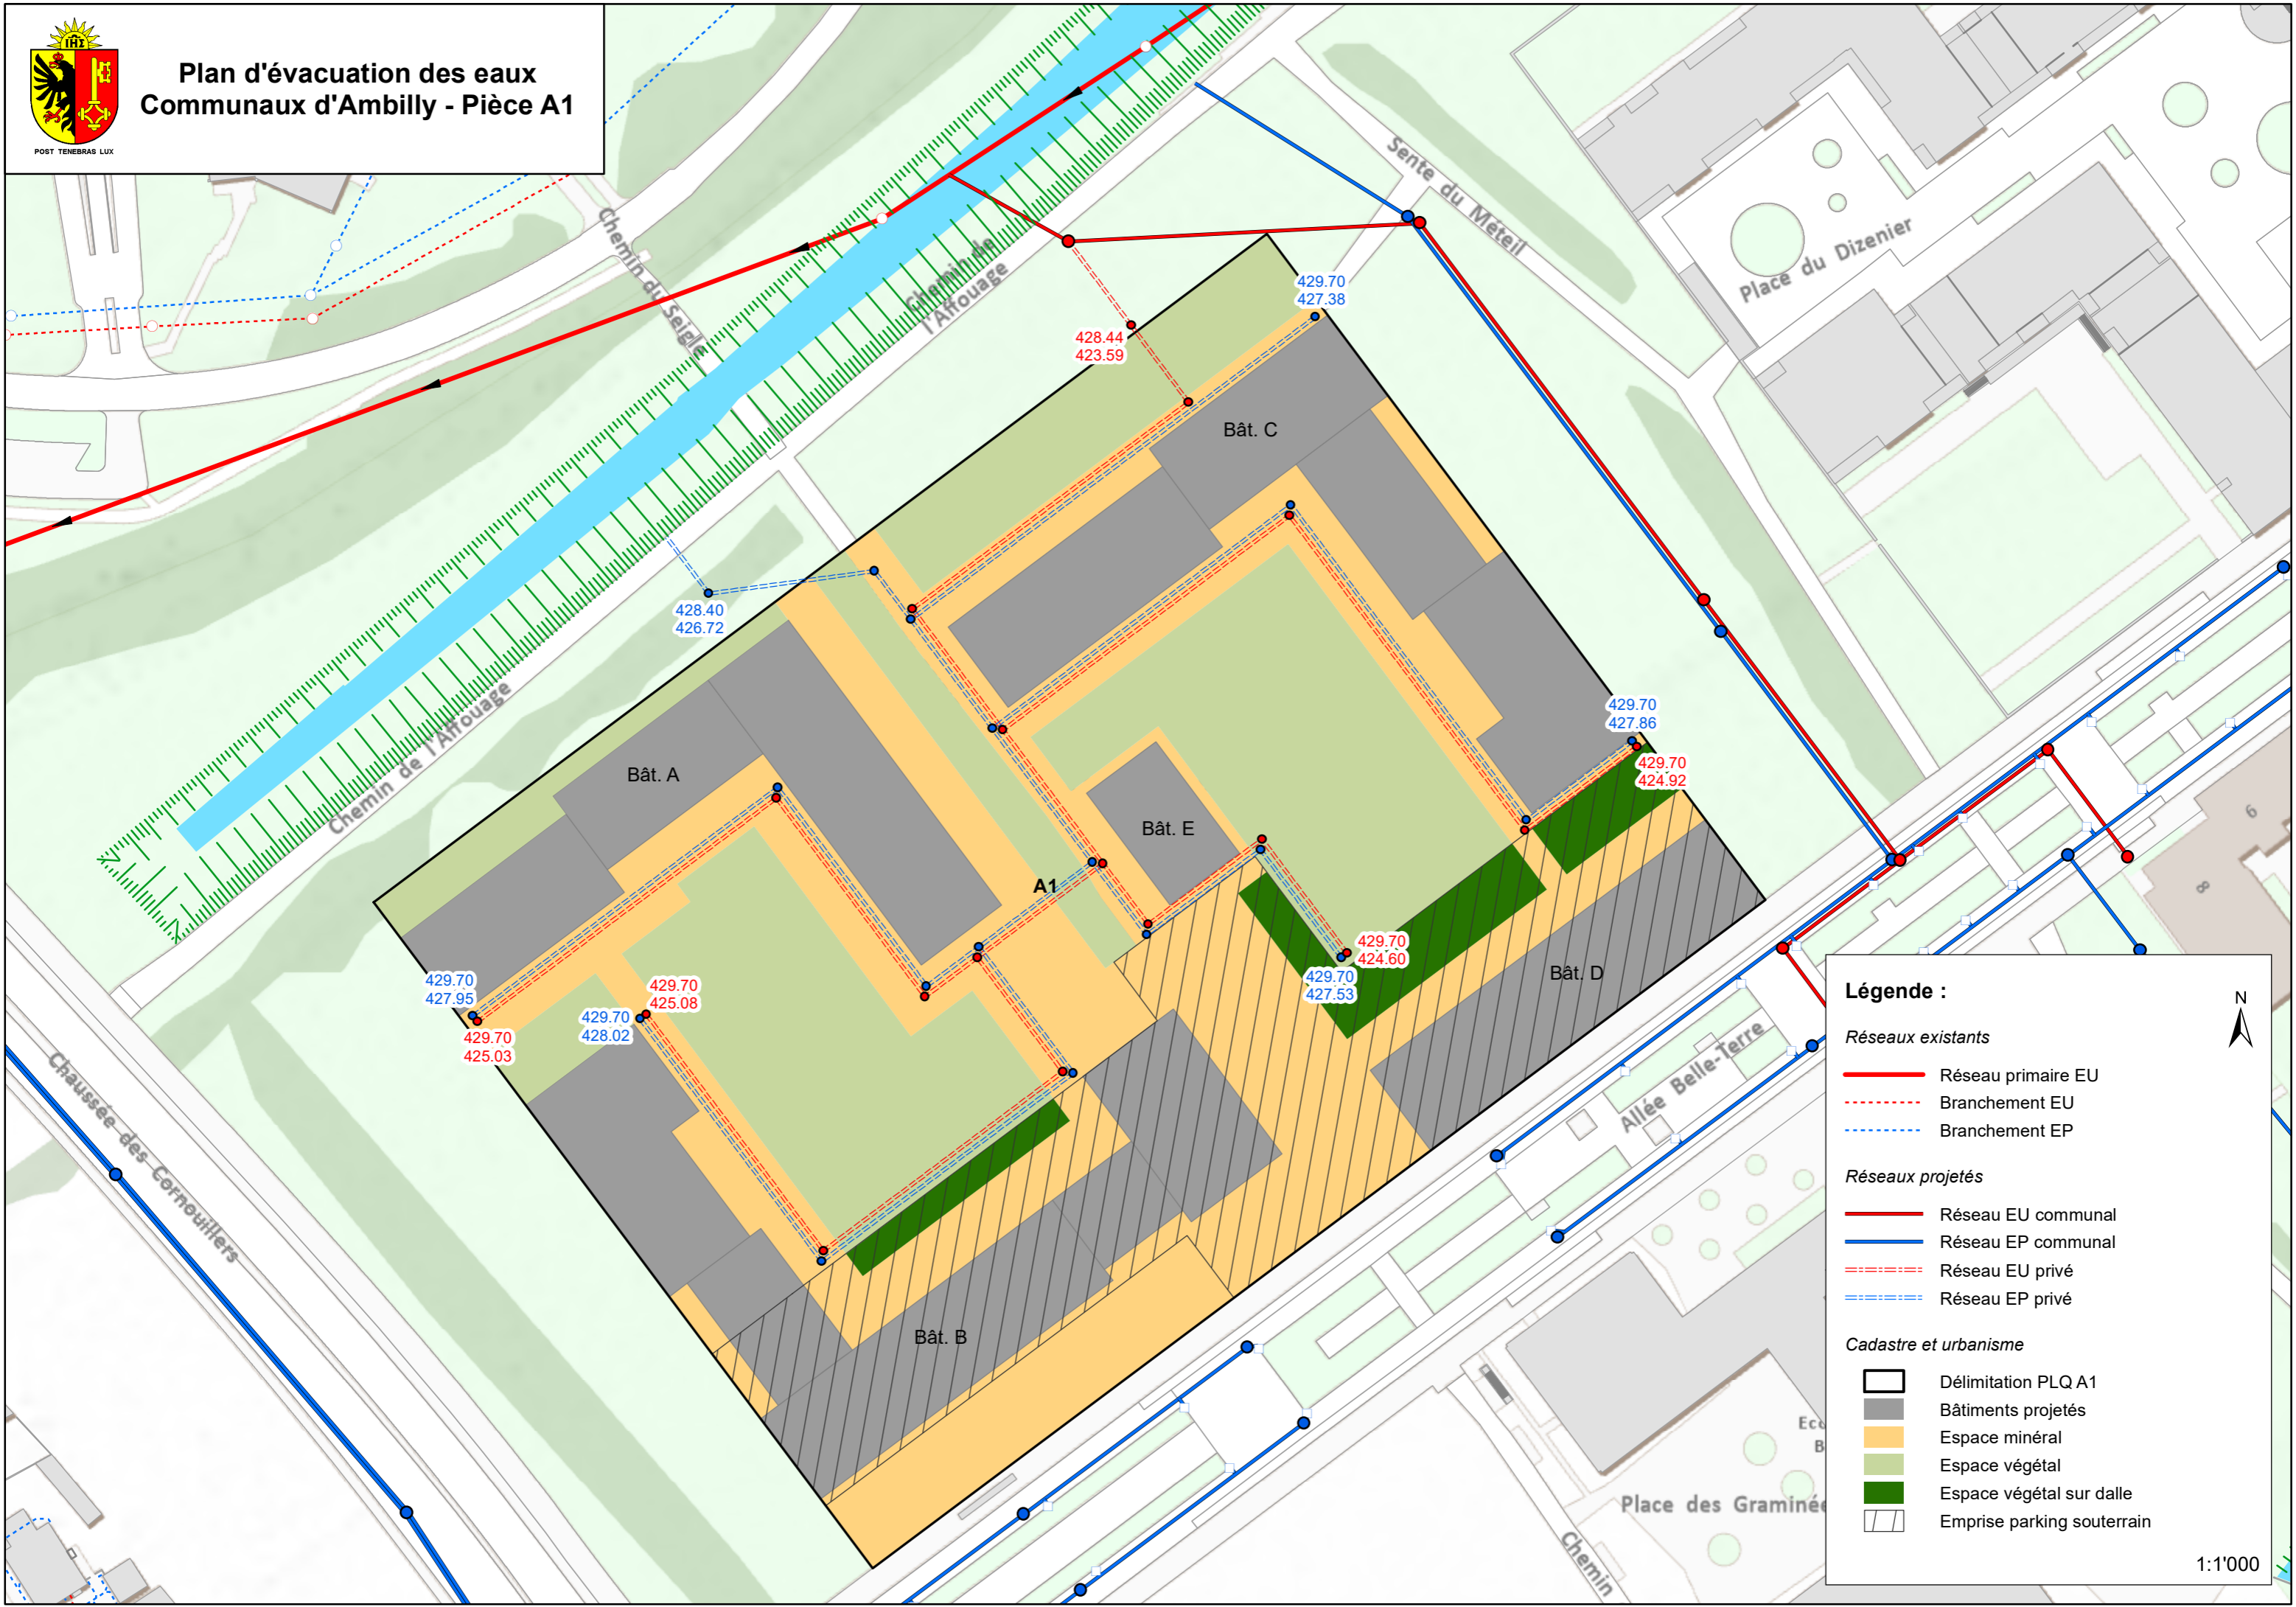 ΙΗΣ
POST TENEBRAS LUX
Plan d'évacuation des eaux
Communaux d'Ambilly - Pièce A1
Sente du Méteil
Place du Dizenier
Chemin du Seigle
Chemin de
l'Affouage
429.70
427.38
428.44
423.59
Bât. C
428.40
426.72
429.70
427.86
429.70
424.92
Chemin de l'Affouage
Bât. A
Bât. E
A1
6
8
429.70
424.60
429.70
427.53
Bât. D
429.70
427.95
429.70
425.03
429.70
425.08
429.70
428.02
Allée Belle-Terre
Chaussée des Cornouillers
Bât. B
Place des Graminée
Chemin
Légende :
N
Réseaux existants
Réseau primaire EU
Branchement EU
Branchement EP
Réseaux projetés
Réseau EU communal
Réseau EP communal
Réseau EU privé
Réseau EP privé
Cadastre et urbanisme
Délimitation PLQ A1
Bâtiments projetés
Espace minéral
Espace végétal
Espace végétal sur dalle
Emprise parking souterrain
1:1'000